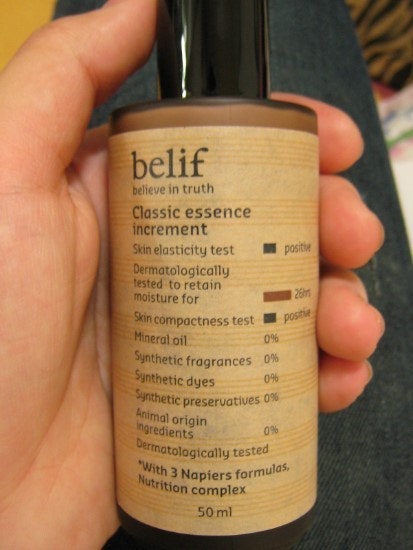 belif
believe in truth
Classic essence
increment
Skin elasticity test positive
Dermatologically
tested to retain
moisture for 26hrs
Skin compactness test positive
Mineral oil 0%
Synthetic fragrances 0%
Synthetic dyes 0%
Synthetic preservatives 0%
Animal origin
ingredients 0%
Dermatologically tested
*With 3 Napiers formulas,
Nutrition complex
50 ml